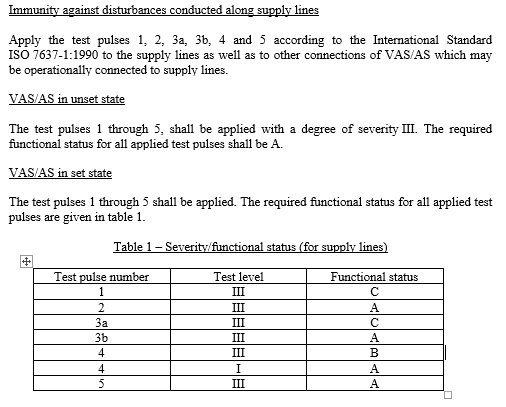 Immunity against disturbances conducted along supply lines
Apply the test pulses 1, 2, 3a, 3b, 4 and 5 according to the International Standard
ISO 7637-1:1990 to the supply lines as well as to other connections of VAS/AS which may
be operationally connected to supply lines.
VAS/AS in unset state
The test pulses 1 through 5, shall be applied with a degree of severity III. The required
functional status for all applied test pulses shall be A.
VAS/AS in set state
The test pulses 1 through 5 shall be applied. The required functional status for all applied test
pulses are given in table 1.
Table 1 – Severity/functional status (for supply lines)
Test pulse number Test level Functional status
1 III C
2 III A
3a III C
3b III A
4 III B
4 I A
5 III A